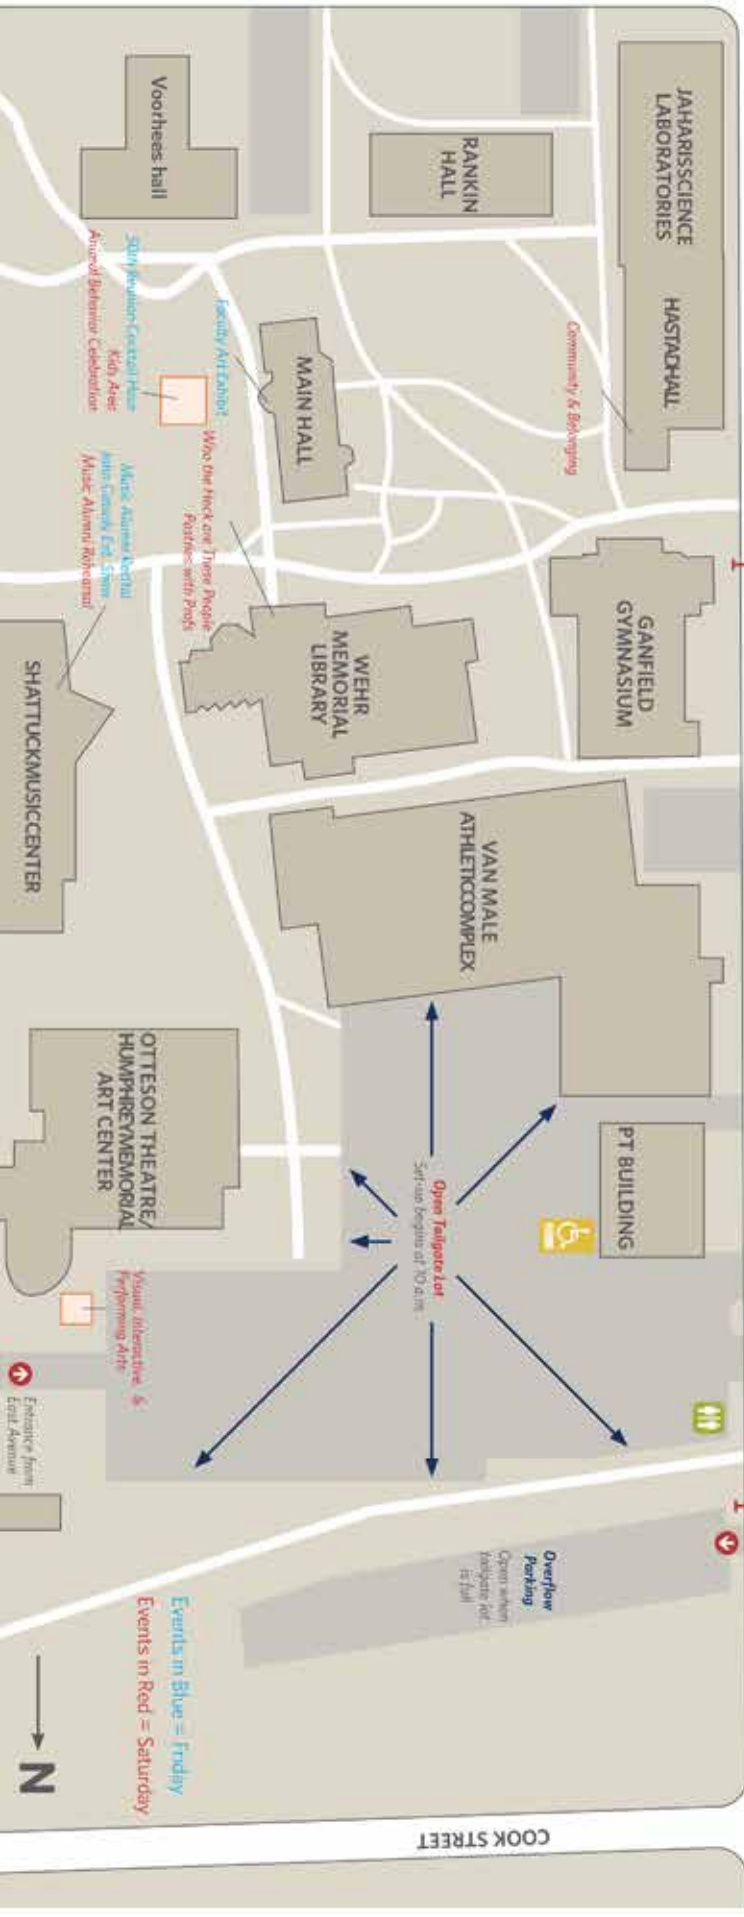 JAHARISSCIENCE
LABORATORIES
HASTADHALL
RANKIN
HALL
Voorhees hall
50th Reunion Cocktail Hour
Kids Area
Animal Behavior Celebration
Faculty Art Exhibit
MAIN HALL
Community & Belonging
Who the Heck are These People
Pastries with Profs
Music Alumni Recital
Music Alumni Rehearsal
GANFIELD
GYMNASIUM
WEHR
MEMORIAL
LIBRARY
SHATTUCKMUSICCENTER
VAN MALE
ATHLETICCOMPLEX
OTTESON THEATRE/
HUMPHREYMEMORIAL
ART CENTER
PT BUILDING
Open Tailgate Lot
Set-up begins at 10 a.m.
Visual, Interactive, &
Performing Arts
Entrance from
East Avenue
Overflow
Parking
Open when
tailgate lot
is full
Events in Blue = Friday
Events in Red = Saturday
N
COOK STREET